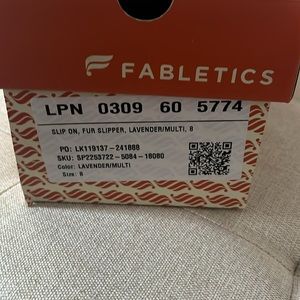 FABLETICS
LPN 0309 60 5774
SLIP ON, FUR SLIPPER, LAVENDER/MULTI, 8
PO: LK119137-241888
SKU: SP2253722-5084-18080
Color: LAVENDER/MULTI
Size: 8